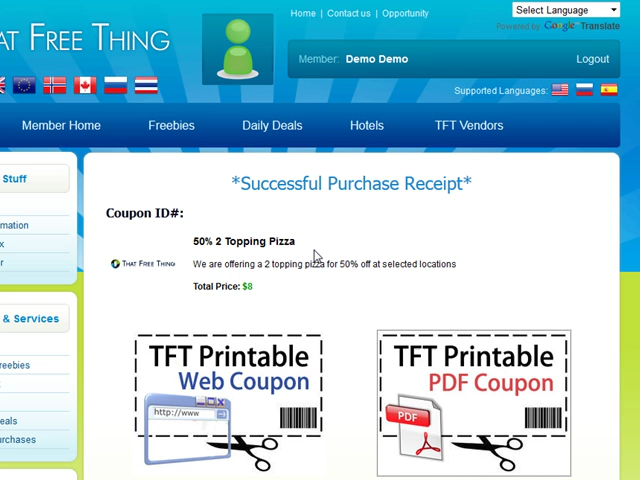 Home | Contact us | Opportunity
Select Language
Powered by Google Translate
AT FREE THING
Member: Demo Demo
Logout
Supported Languages:
Member Home
Freebies
Daily Deals
Hotels
TFT Vendors
Stuff
mation
x
r
& Services
reebies
eals
urchases
*Successful Purchase Receipt*
Coupon ID#:
50% 2 Topping Pizza
THAT FREE THING
We are offering a 2 topping pizza for 50% off at selected locations
Total Price: $8
TFT Printable
Web Coupon
http://www
TFT Printable
PDF Coupon
PDF